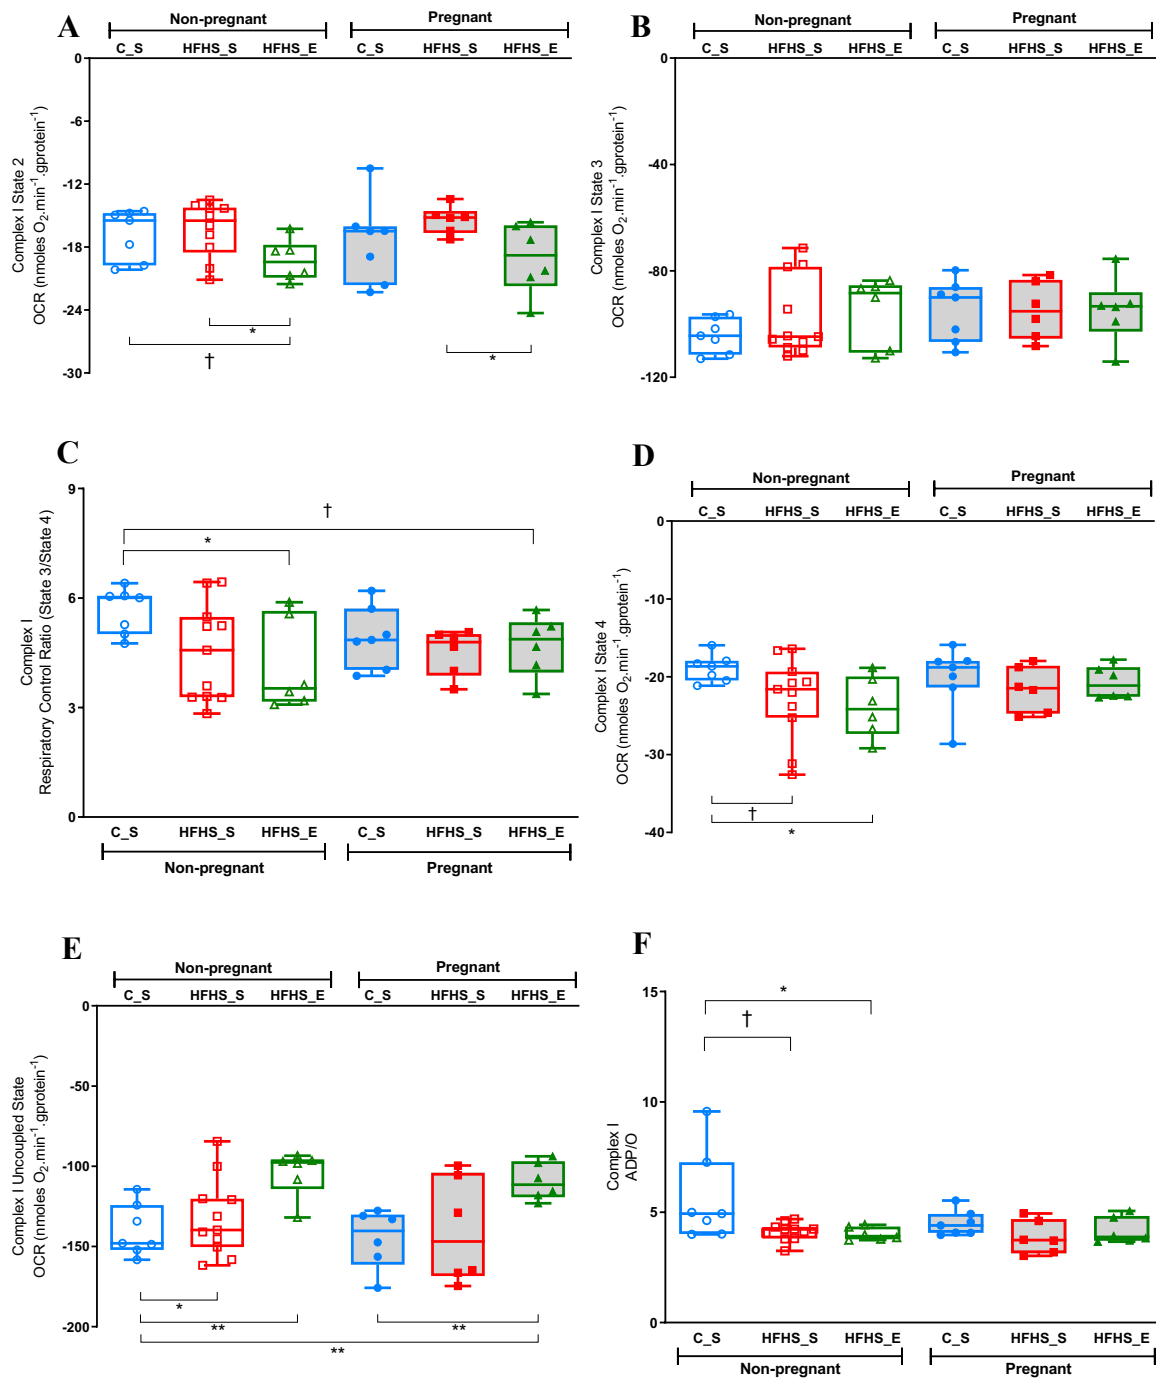 A
Non-pregnant Pregnant
C_S HFHS_S HFHS_E C_S HFHS_S HFHS_E
0
-6
-12
-18
-24
-30
Complex I State 2
OCR (nmoles O2.min-1.gprotein-1)
*
†
*
B
Non-pregnant Pregnant
C_S HFHS_S HFHS_E C_S HFHS_S HFHS_E
0
-40
-80
-120
Complex I State 3
OCR (nmoles O2.min-1.gprotein-1)
C
9
6
3
0
Complex I
Respiratory Control Ratio (State 3/State 4)
†
*
C_S HFHS_S HFHS_E C_S HFHS_S HFHS_E
Non-pregnant Pregnant
D
Non-pregnant Pregnant
C_S HFHS_S HFHS_E C_S HFHS_S HFHS_E
0
-10
-20
-30
-40
Complex I State 4
OCR (nmoles O2.min-1.gprotein-1)
†
*
E
Non-pregnant Pregnant
C_S HFHS_S HFHS_E C_S HFHS_S HFHS_E
0
-50
-100
-150
-200
Complex I Uncoupled State
OCR (nmoles O2.min-1.gprotein-1)
*
** **
**
F
15
10
5
0
Complex I
ADP/O
*
†
C_S HFHS_S HFHS_E C_S HFHS_S HFHS_E
Non-pregnant Pregnant